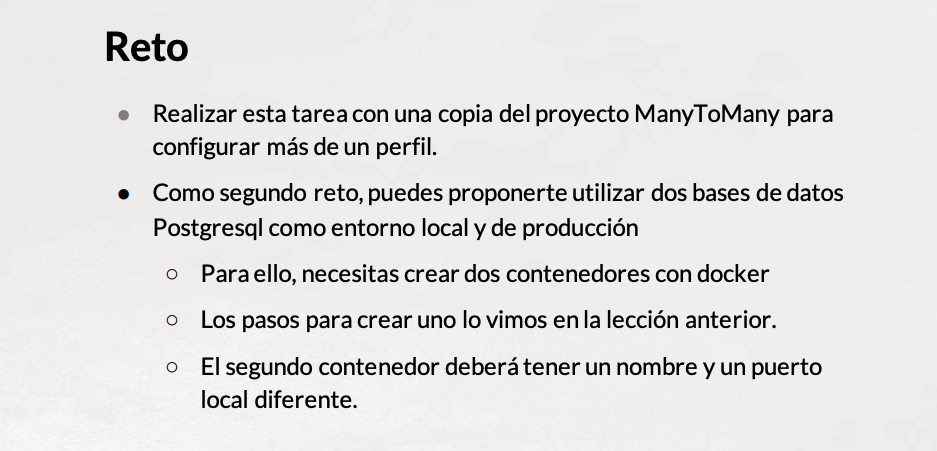 Reto
● Realizar esta tarea con una copia del proyecto ManyToMany para
configurar más de un perfil.
● Como segundo reto, puedes proponerte utilizar dos bases de datos
Postgresql como entorno local y de producción
○ Para ello, necesitas crear dos contenedores con docker
○ Los pasos para crear uno lo vimos en la lección anterior.
○ El segundo contenedor deberá tener un nombre y un puerto
local diferente.